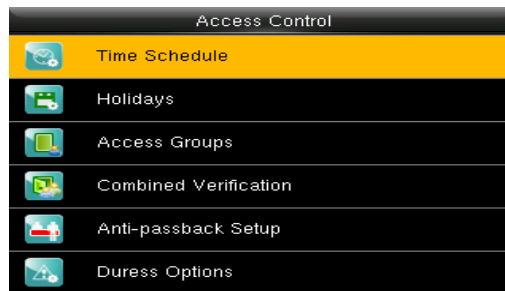 Access Control
Time Schedule
Holidays
Access Groups
Combined Verification
Anti-passback Setup
Duress Options